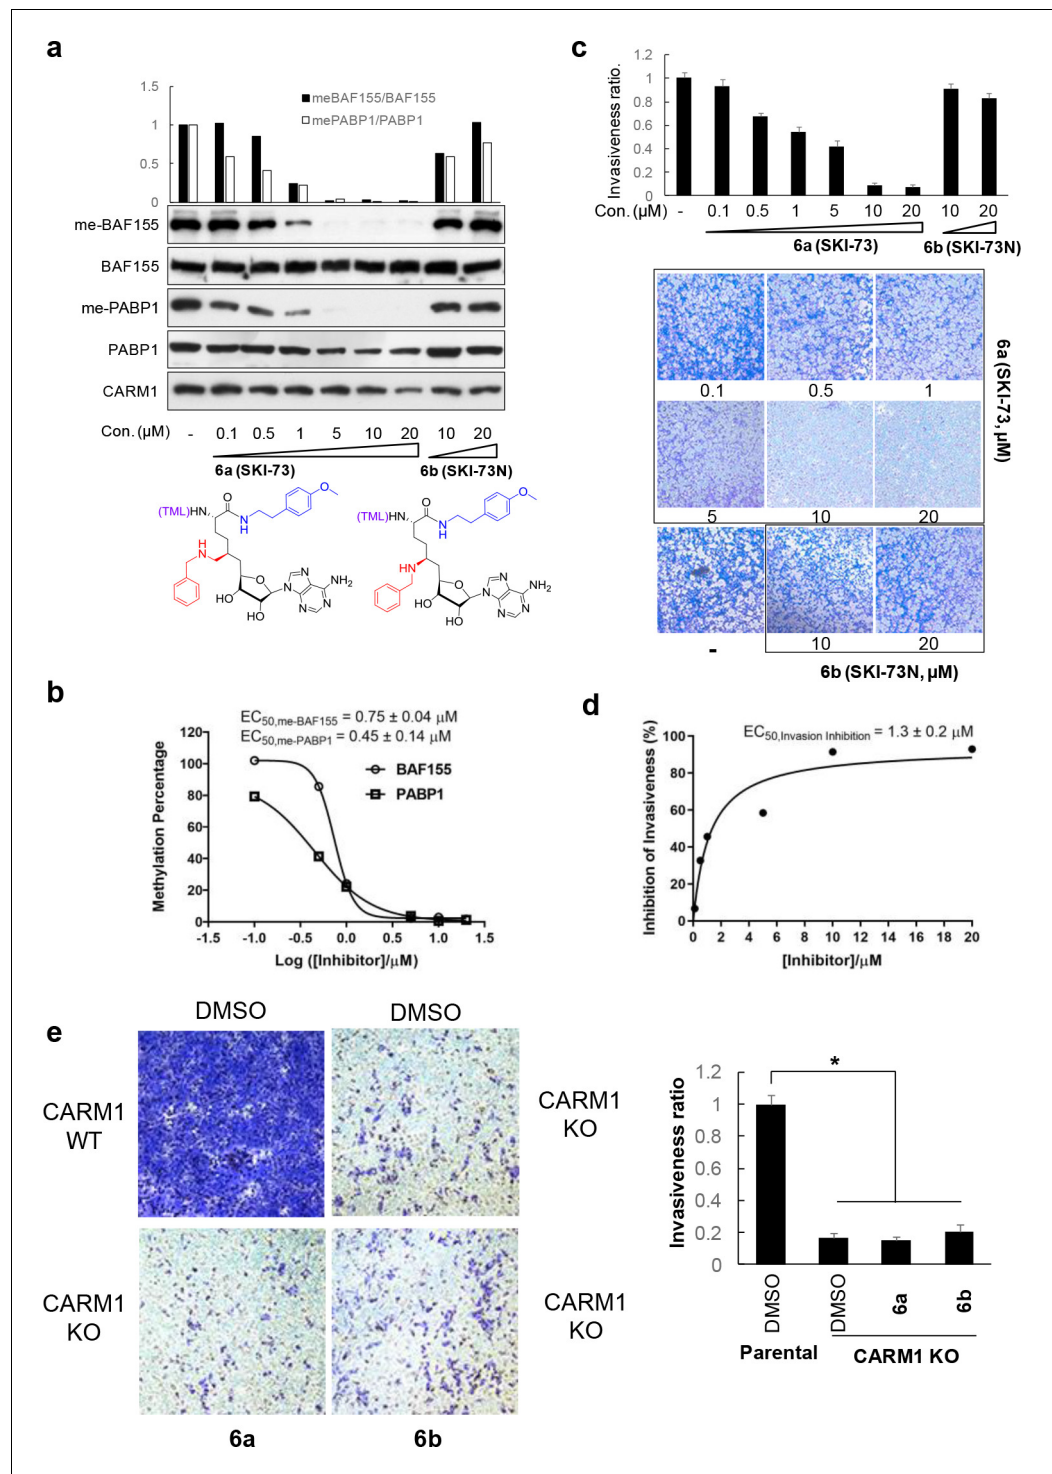 a
1.5
1
0.5
0
meBAF155/BAF155
mePABP1/PABP1
me-BAF155
BAF155
me-PABP1
PABP1
CARM1
Con. (μM) - 0.1 0.5 1 5 10 20 10 20
6a (SKI-73) 6b (SKI-73N)
(TML)HN O N H O
H N O N N N N NH2 HO OH
(TML)HN O N H O
HN O N N N N NH2 HO HO
b
EC50,me-BAF155 = 0.75 ± 0.04 μM
EC50,me-PABP1 = 0.45 ± 0.14 μM
BAF155
PABP1
Methylation Percentage
120
100
80
60
40
20
0
-1.5 -1.0 -0.5 0.0 0.5 1.0 1.5
Log ([Inhibitor]/μM)
c
Invasiveness ratio.
1.2
1
0.8
0.6
0.4
0.2
0
Con. (μM) - 0.1 0.5 1 5 10 20 10 20
6a (SKI-73) 6b (SKI-73N)
0.1 0.5 1
5 10 20
6a (SKI-73, μM)
- 10 20
6b (SKI-73N, μM)
d
EC50,Invasion Inhibition = 1.3 ± 0.2 μM
Inhibition of Invasiveness (%)
100
80
60
40
20
0
0 2 4 6 8 10 12 14 16 18 20
[Inhibitor]/μM
e
DMSO DMSO
CARM1 WT
CARM1 KO
CARM1 KO
CARM1 KO
6a 6b
*
Invasiveness ratio
1.2
1
0.8
0.6
0.4
0.2
0
DMSO DMSO 6a 6b
Parental CARM1 KO